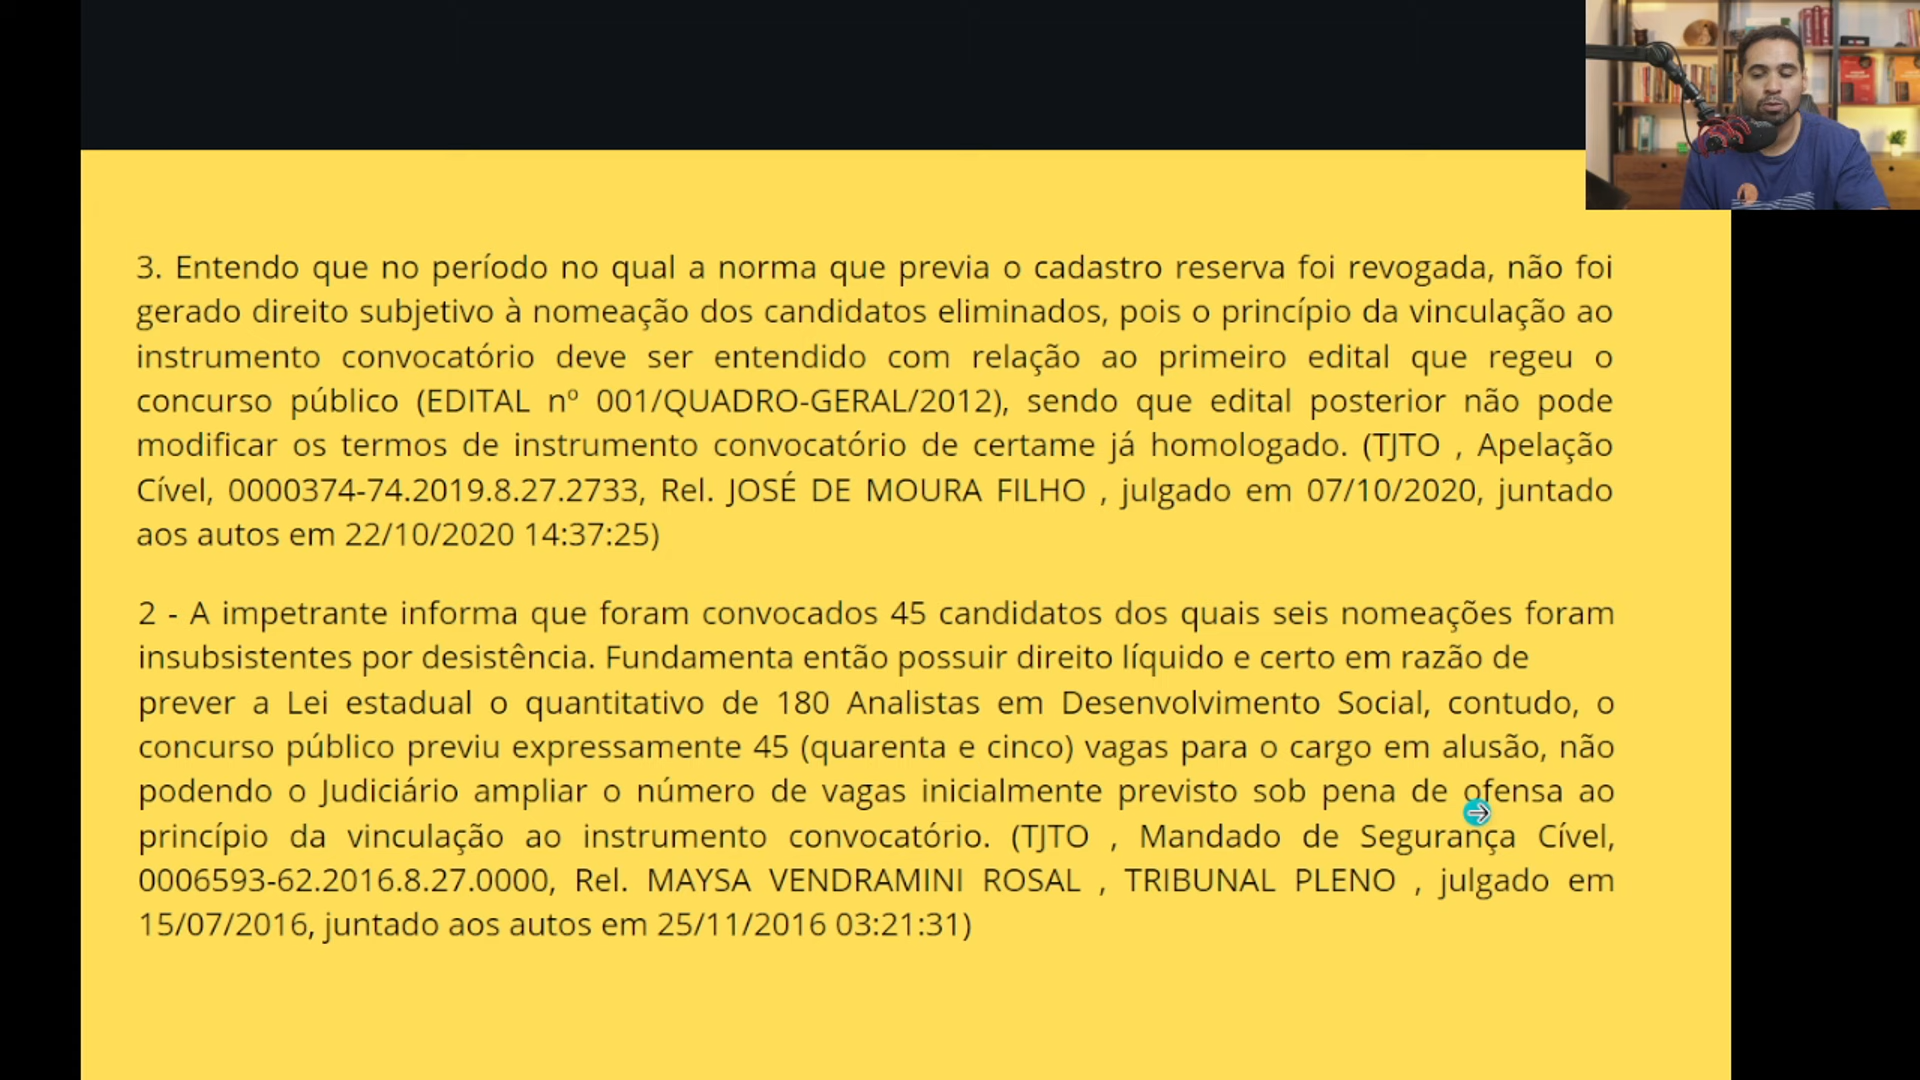 3. Entendo que no período no qual a norma que previa o cadastro reserva foi revogada, não foi
gerado direito subjetivo à nomeação dos candidatos eliminados, pois o princípio da vinculação ao
instrumento convocatório deve ser entendido com relação ao primeiro edital que regeu o
concurso público (EDITAL nº 001/QUADRO-GERAL/2012), sendo que edital posterior não pode
modificar os termos de instrumento convocatório de certame já homologado. (TJTO , Apelação
Cível, 0000374-74.2019.8.27.2733, Rel. JOSÉ DE MOURA FILHO , julgado em 07/10/2020, juntado
aos autos em 22/10/2020 14:37:25)
2 - A impetrante informa que foram convocados 45 candidatos dos quais seis nomeações foram
insubsistentes por desistência. Fundamenta então possuir direito líquido e certo em razão de
prever a Lei estadual o quantitativo de 180 Analistas em Desenvolvimento Social, contudo, o
concurso público previu expressamente 45 (quarenta e cinco) vagas para o cargo em alusão, não
podendo o Judiciário ampliar o número de vagas inicialmente previsto sob pena de ofensa ao
princípio da vinculação ao instrumento convocatório. (TJTO , Mandado de Segurança Cível,
0006593-62.2016.8.27.0000, Rel. MAYSA VENDRAMINI ROSAL , TRIBUNAL PLENO , julgado em
15/07/2016, juntado aos autos em 25/11/2016 03:21:31)